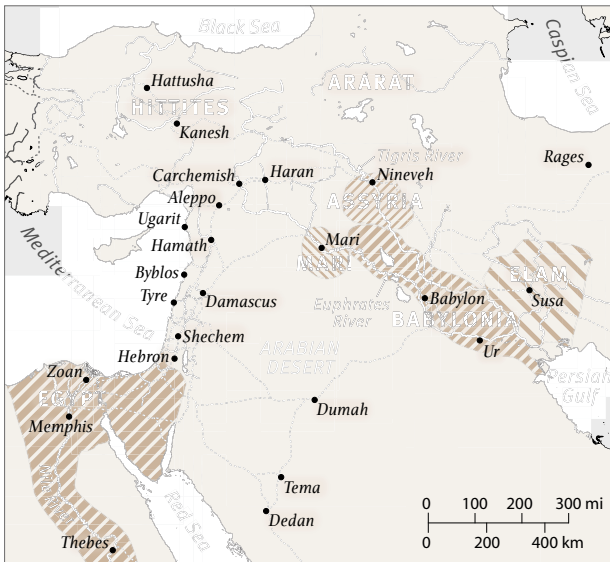 Black Sea
Caspian Sea
Hattusha
ARARAT
HITTITES
Kanesh
Tigris River
Rages
Carchemish
Haran
Nineveh
Aleppo
ASSYRIA
Ugarit
Mediterranean Sea
Hamath
Mari
MARI
Byblos
ELAM
Tyre
Damascus
Euphrates
River
Babylon
Susa
BABYLONIA
Shechem
ARABIAN
DESERT
Ur
Hebron
Zoan
Persian
Gulf
EGYPT
Memphis
Dumah
Red Sea
Tema
Dedan
Thebes
0 100 200 300 mi
0 200 400 km